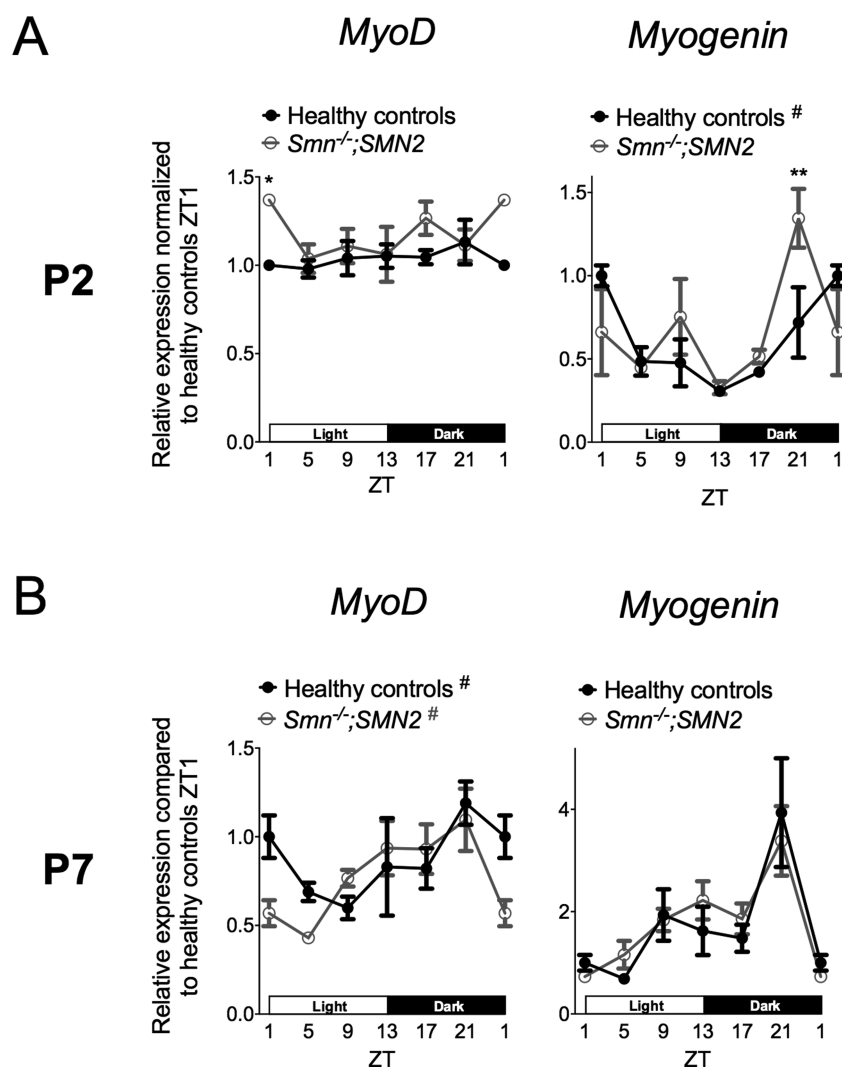 A
MyoD
Myogenin
Healthy controls
Smn-/-;SMN2
Healthy controls #
Smn-/-;SMN2
P2
Relative expression normalized
to healthy controls ZT1
1.5
1.0
0.5
0.0
*
Light
Dark
1 5 9 13 17 21 1
ZT
1.5
1.0
0.5
0.0
**
Light
Dark
1 5 9 13 17 21 1
ZT
B
MyoD
Myogenin
Healthy controls #
Smn-/-;SMN2 #
Healthy controls
Smn-/-;SMN2
P7
Relative expression compared
to healthy controls ZT1
1.5
1.0
0.5
0.0
Light
Dark
1 5 9 13 17 21 1
ZT
4
2
0
Light
Dark
1 5 9 13 17 21 1
ZT